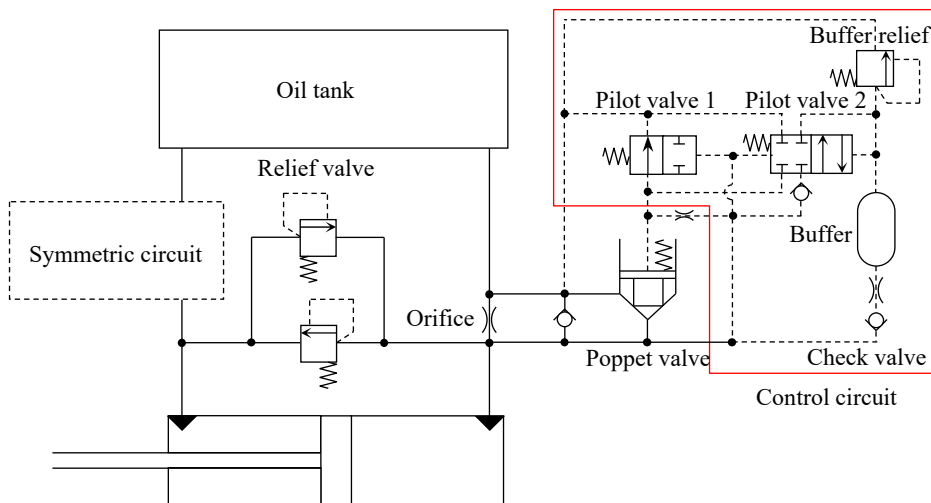 Buffer relief
Oil tank
Pilot valve 1
Pilot valve 2
Relief valve
Symmetric circuit
Buffer
Orifice
Poppet valve
Check valve
Control circuit